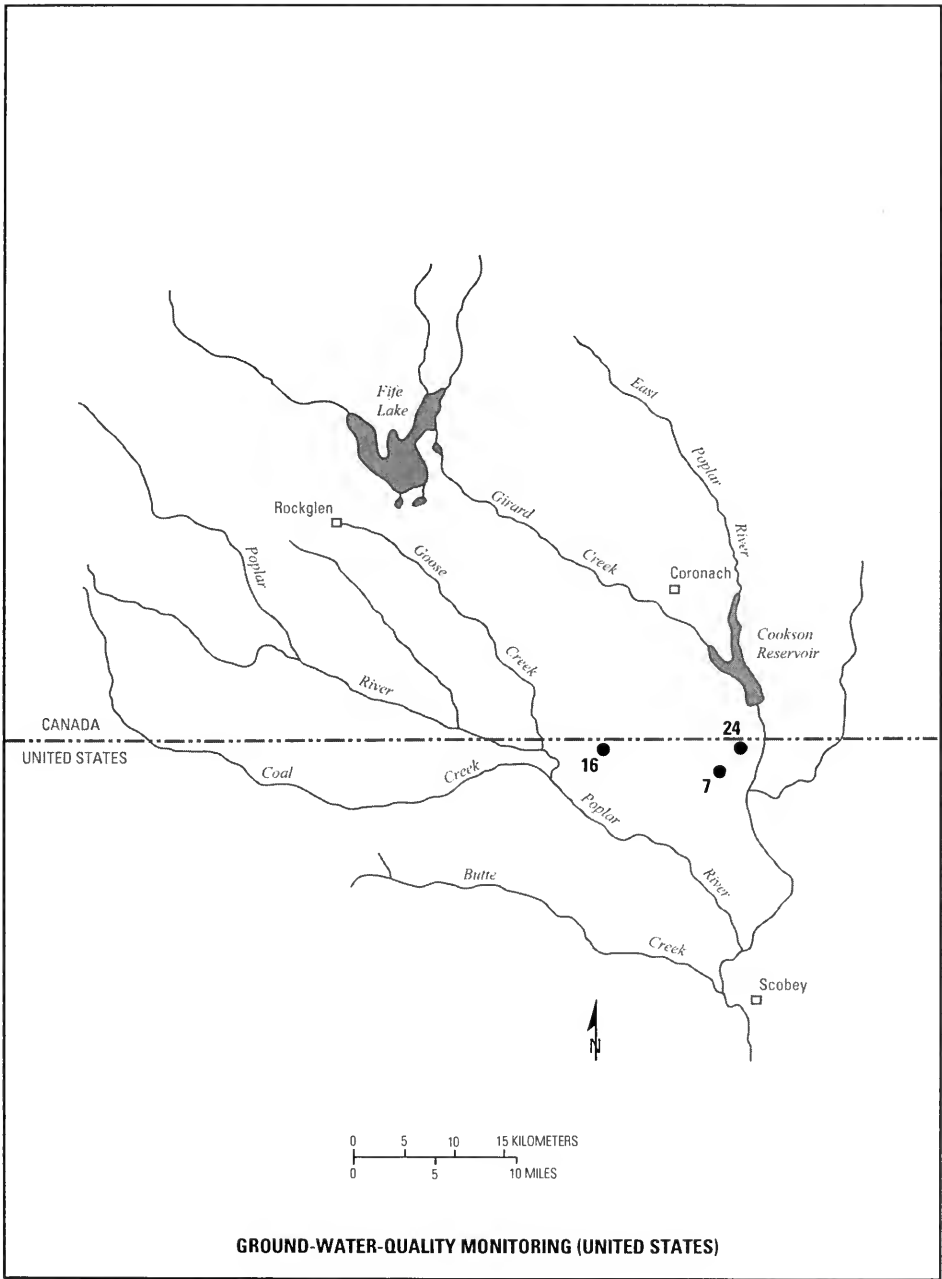 Fife
Lake
East
Poplar
River
Rockglen
Girard
Creek
Goose
Creek
Coronach
Poplar
River
Cookson
Reservoir
CANADA
UNITED STATES
24
16
7
Coal
Creek
Poplar
River
Butte
Creek
Scobey
N
0 5 10 15 KILOMETERS
0 5 10 MILES
GROUND-WATER-QUALITY MONITORING (UNITED STATES)